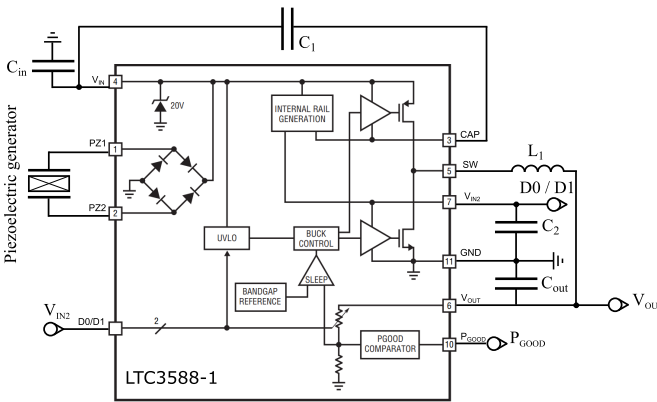 C1
Cin
VIN
4
20V
INTERNAL RAIL
GENERATION
3
CAP
Piezoelectric generator
PZ1
1
5
SW
L1
D0 / D1
7
VIN2
PZ2
2
C2
UVLO
BUCK
CONTROL
11
GND
SLEEP
Cout
BANDGAP
REFERENCE
VIN2
D0/D1
2
6
VOUT
VOU
PGOOD
COMPARATOR
10
PGOOD
PGOOD
LTC3588-1